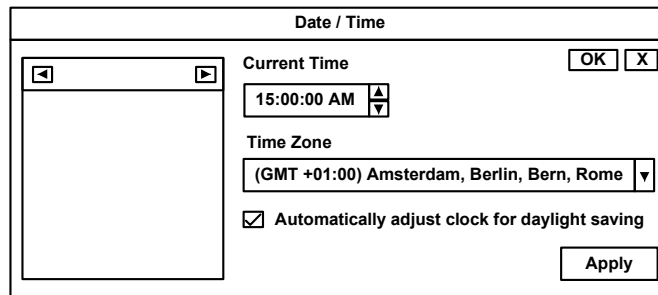 Date / Time
Current Time
OK X
15:00:00 AM
Time Zone
(GMT +01:00) Amsterdam, Berlin, Bern, Rome
Automatically adjust clock for daylight saving
Apply